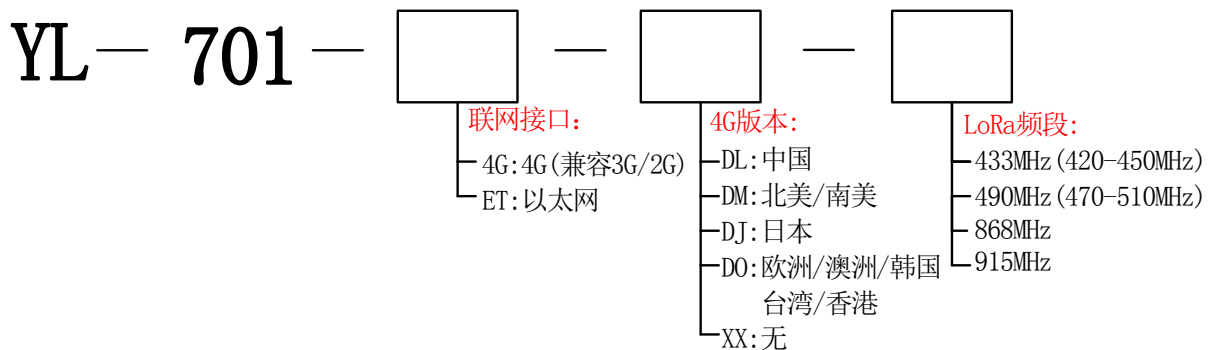 YL— 701— — —
联网接口：
4G:4G(兼容3G/2G)
ET:以太网
4G版本:
DL:中国
DM:北美/南美
DJ:日本
DO:欧洲/澳洲/韩国
台湾/香港
XX:无
LoRa频段:
433MHz(420-450MHz)
490MHz(470-510MHz)
868MHz
915MHz